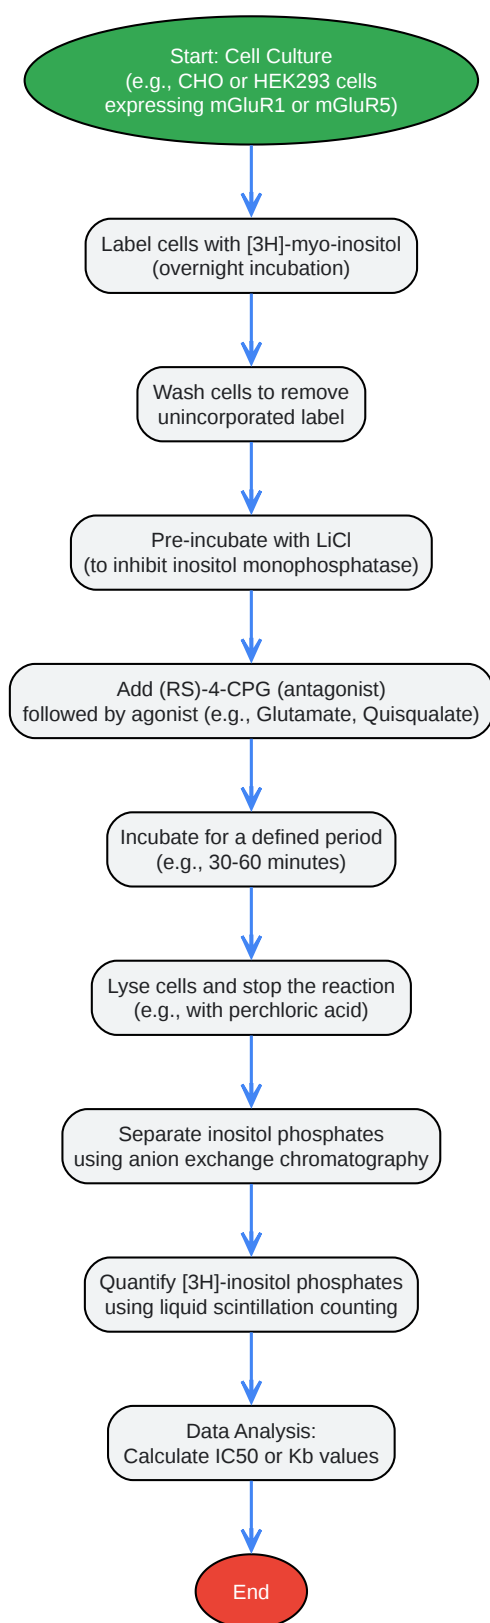 Start: Cell Culture
(e.g., CHO or HEK293 cells
expressing mGluR1 or mGluR5)
Label cells with [3H]-myo-inositol
(overnight incubation)
Wash cells to remove
unincorporated label
Pre-incubate with LiCl
(to inhibit inositol monophosphatase)
Add (RS)-4-CPG (antagonist)
followed by agonist (e.g., Glutamate, Quisqualate)
Incubate for a defined period
(e.g., 30-60 minutes)
Lyse cells and stop the reaction
(e.g., with perchloric acid)
Separate inositol phosphates
using anion exchange chromatography
Quantify [3H]-inositol phosphates
using liquid scintillation counting
Data Analysis:
Calculate IC50 or Kb values
End